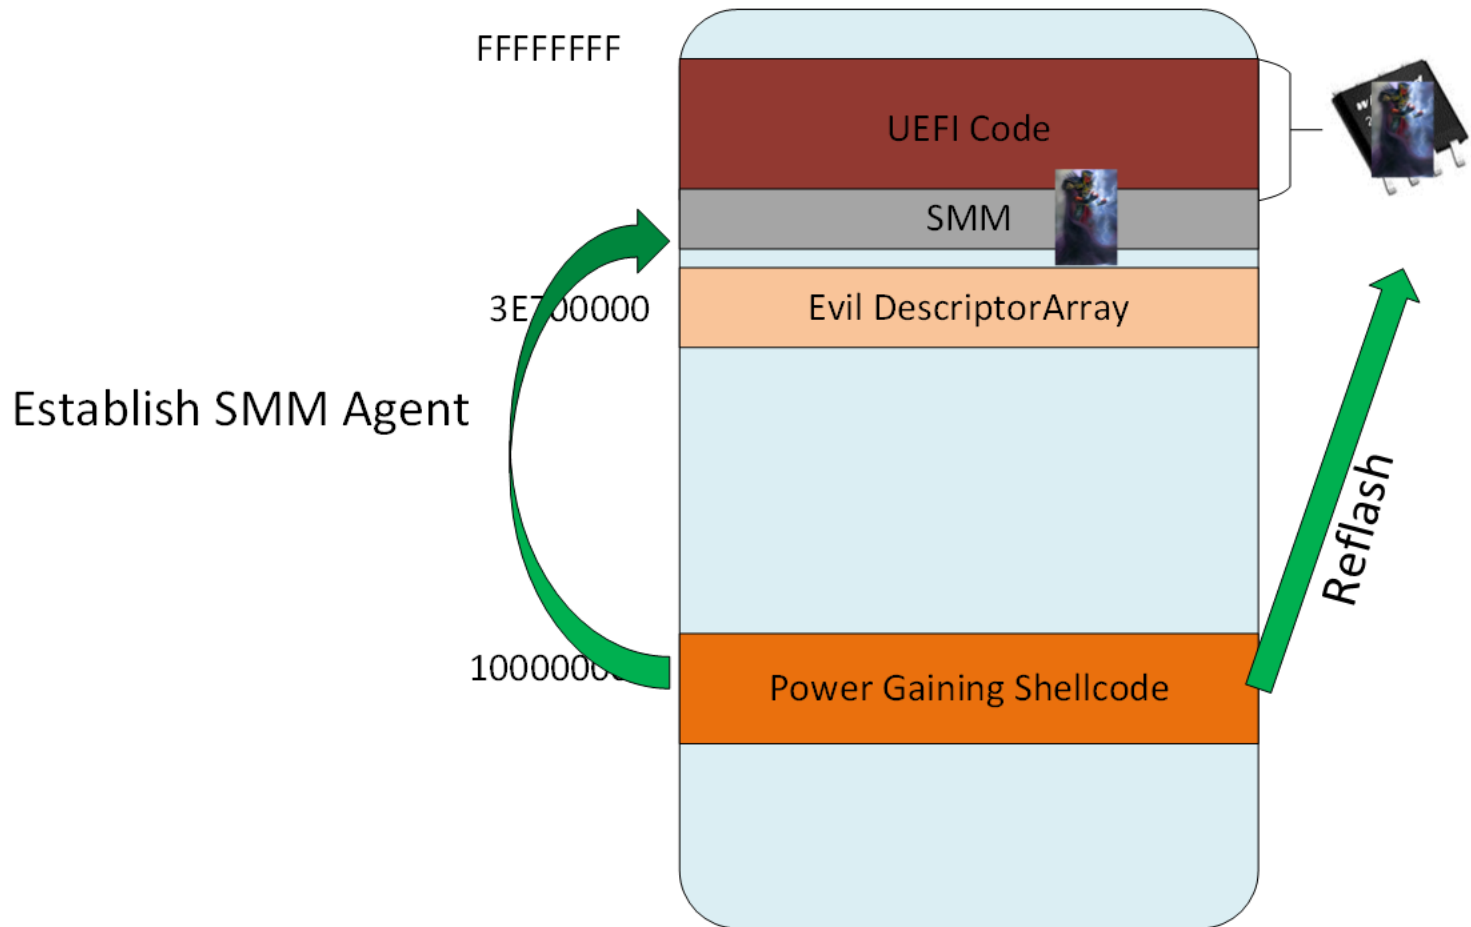 FFFFFFFF
UEFI Code
SMM
Evil DescriptorArray
Establish SMM Agent
Reflash
Power Gaining Shellcode